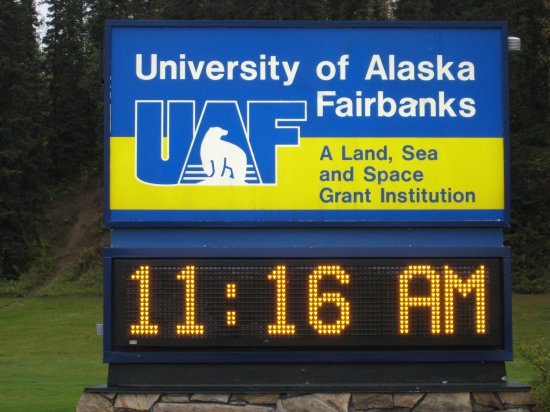 University of Alaska
Fairbanks
UAF
A Land, Sea
and Space
Grant Institution
11:16 AM